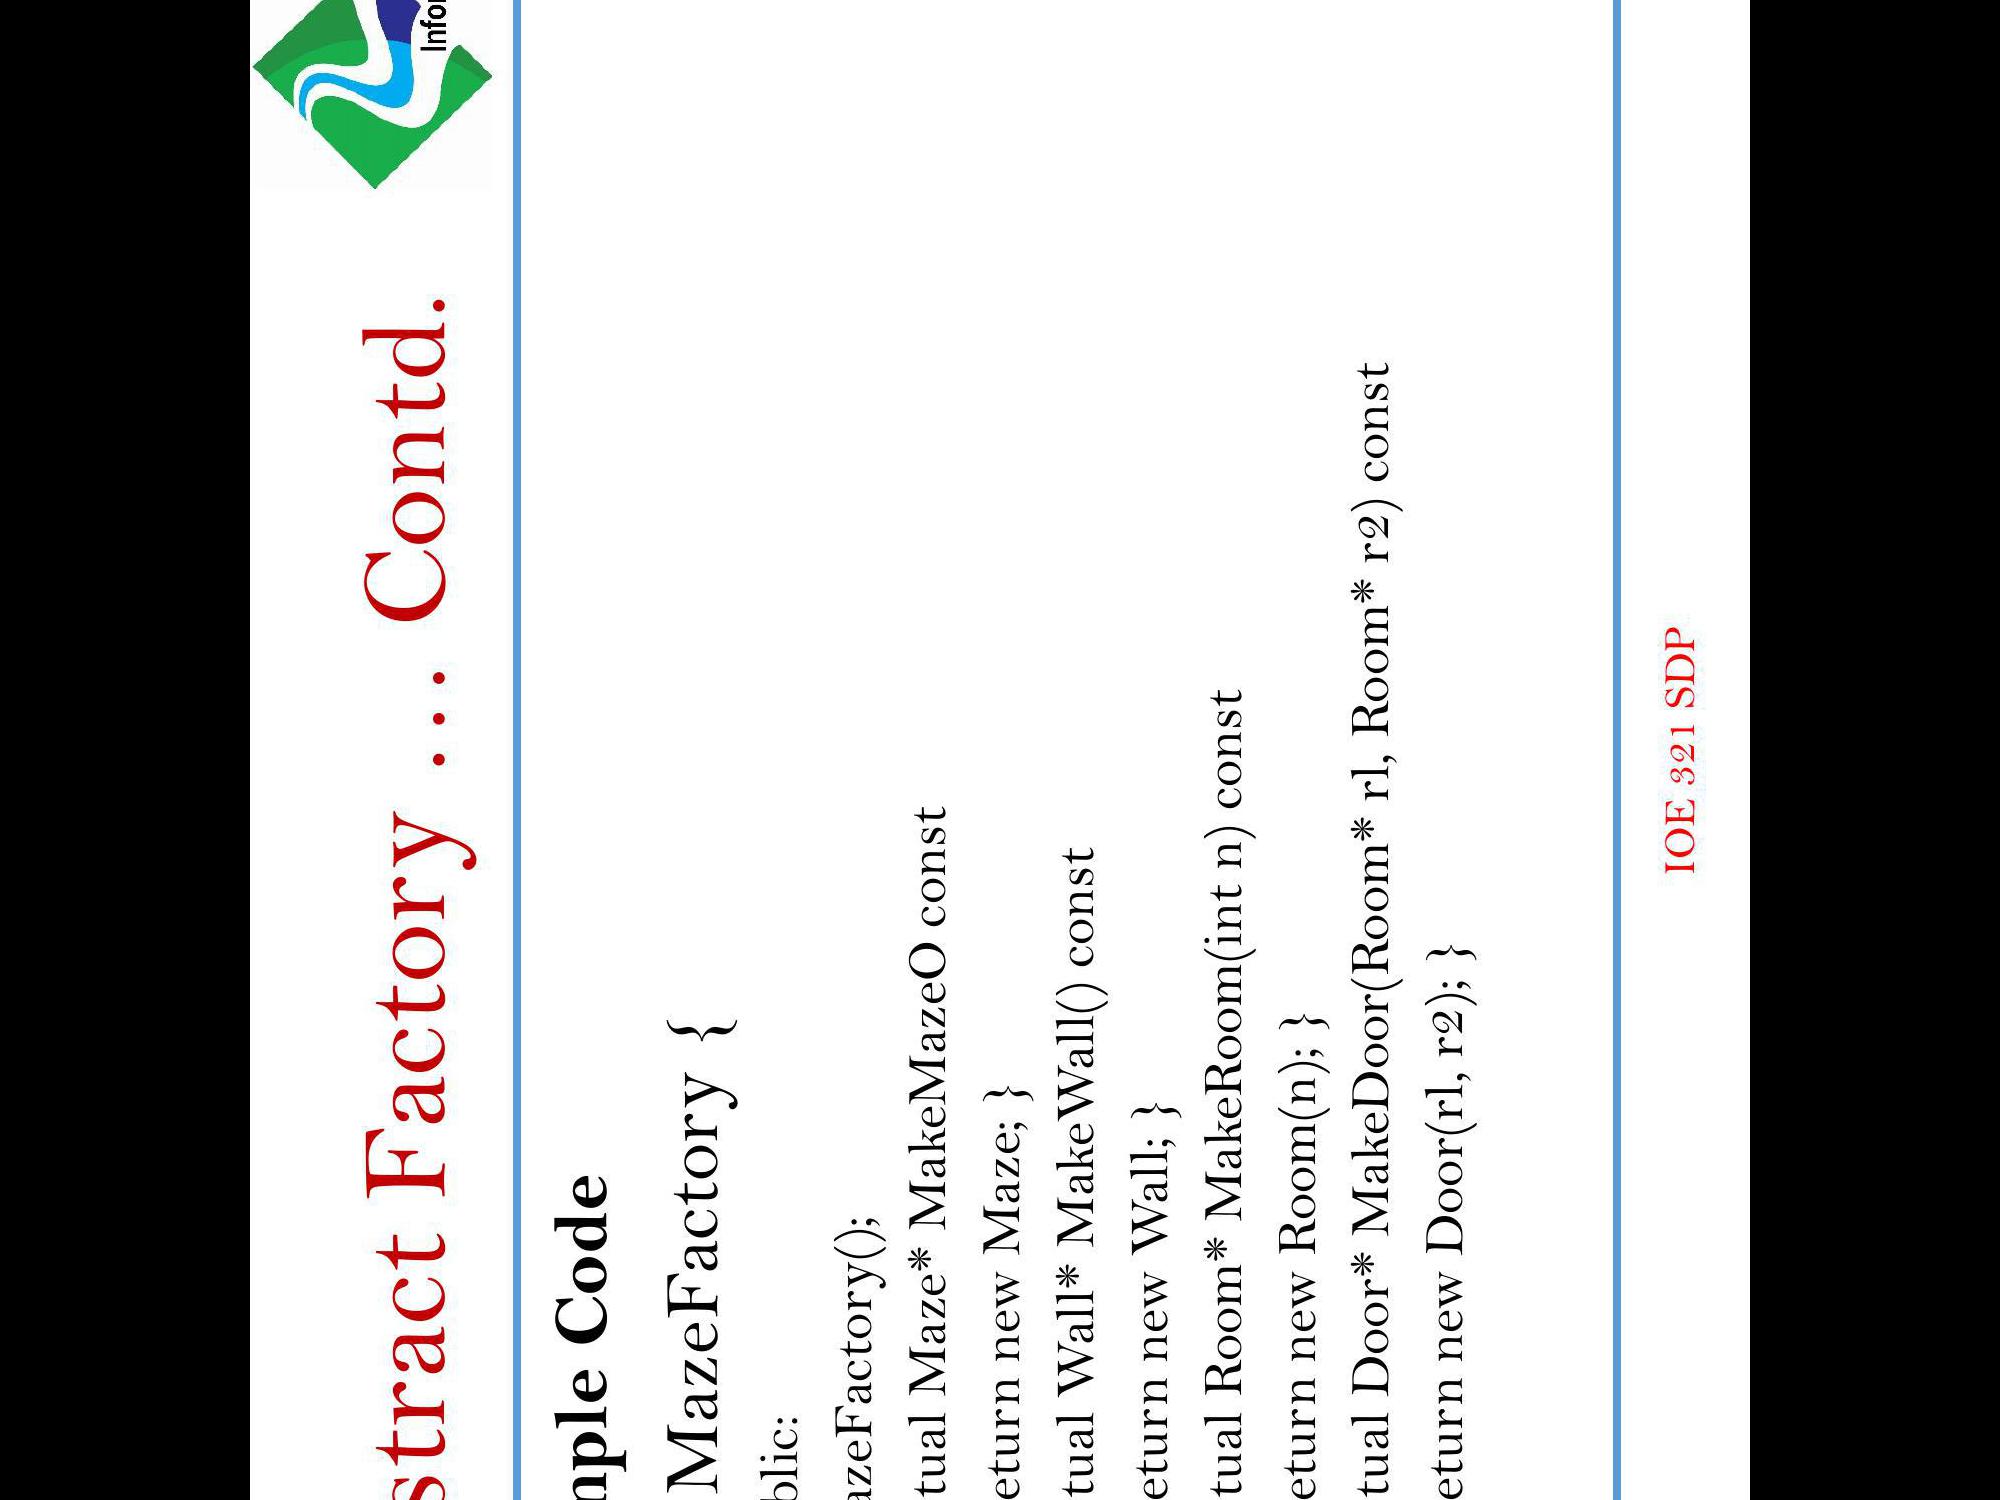 stract Factory ... Contd.
Infor
mple Code
MazeFactory {
blic:
azeFactory();
tual Maze* MakeMazeO const
eturn new Maze; }
tual Wall* MakeWall() const
eturn new Wall; }
tual Room* MakeRoom(int n) const
eturn new Room(n); }
tual Door* MakeDoor(Room* rl, Room* r2) const
eturn new Door(rl, r2); }
IOE 321 SDP